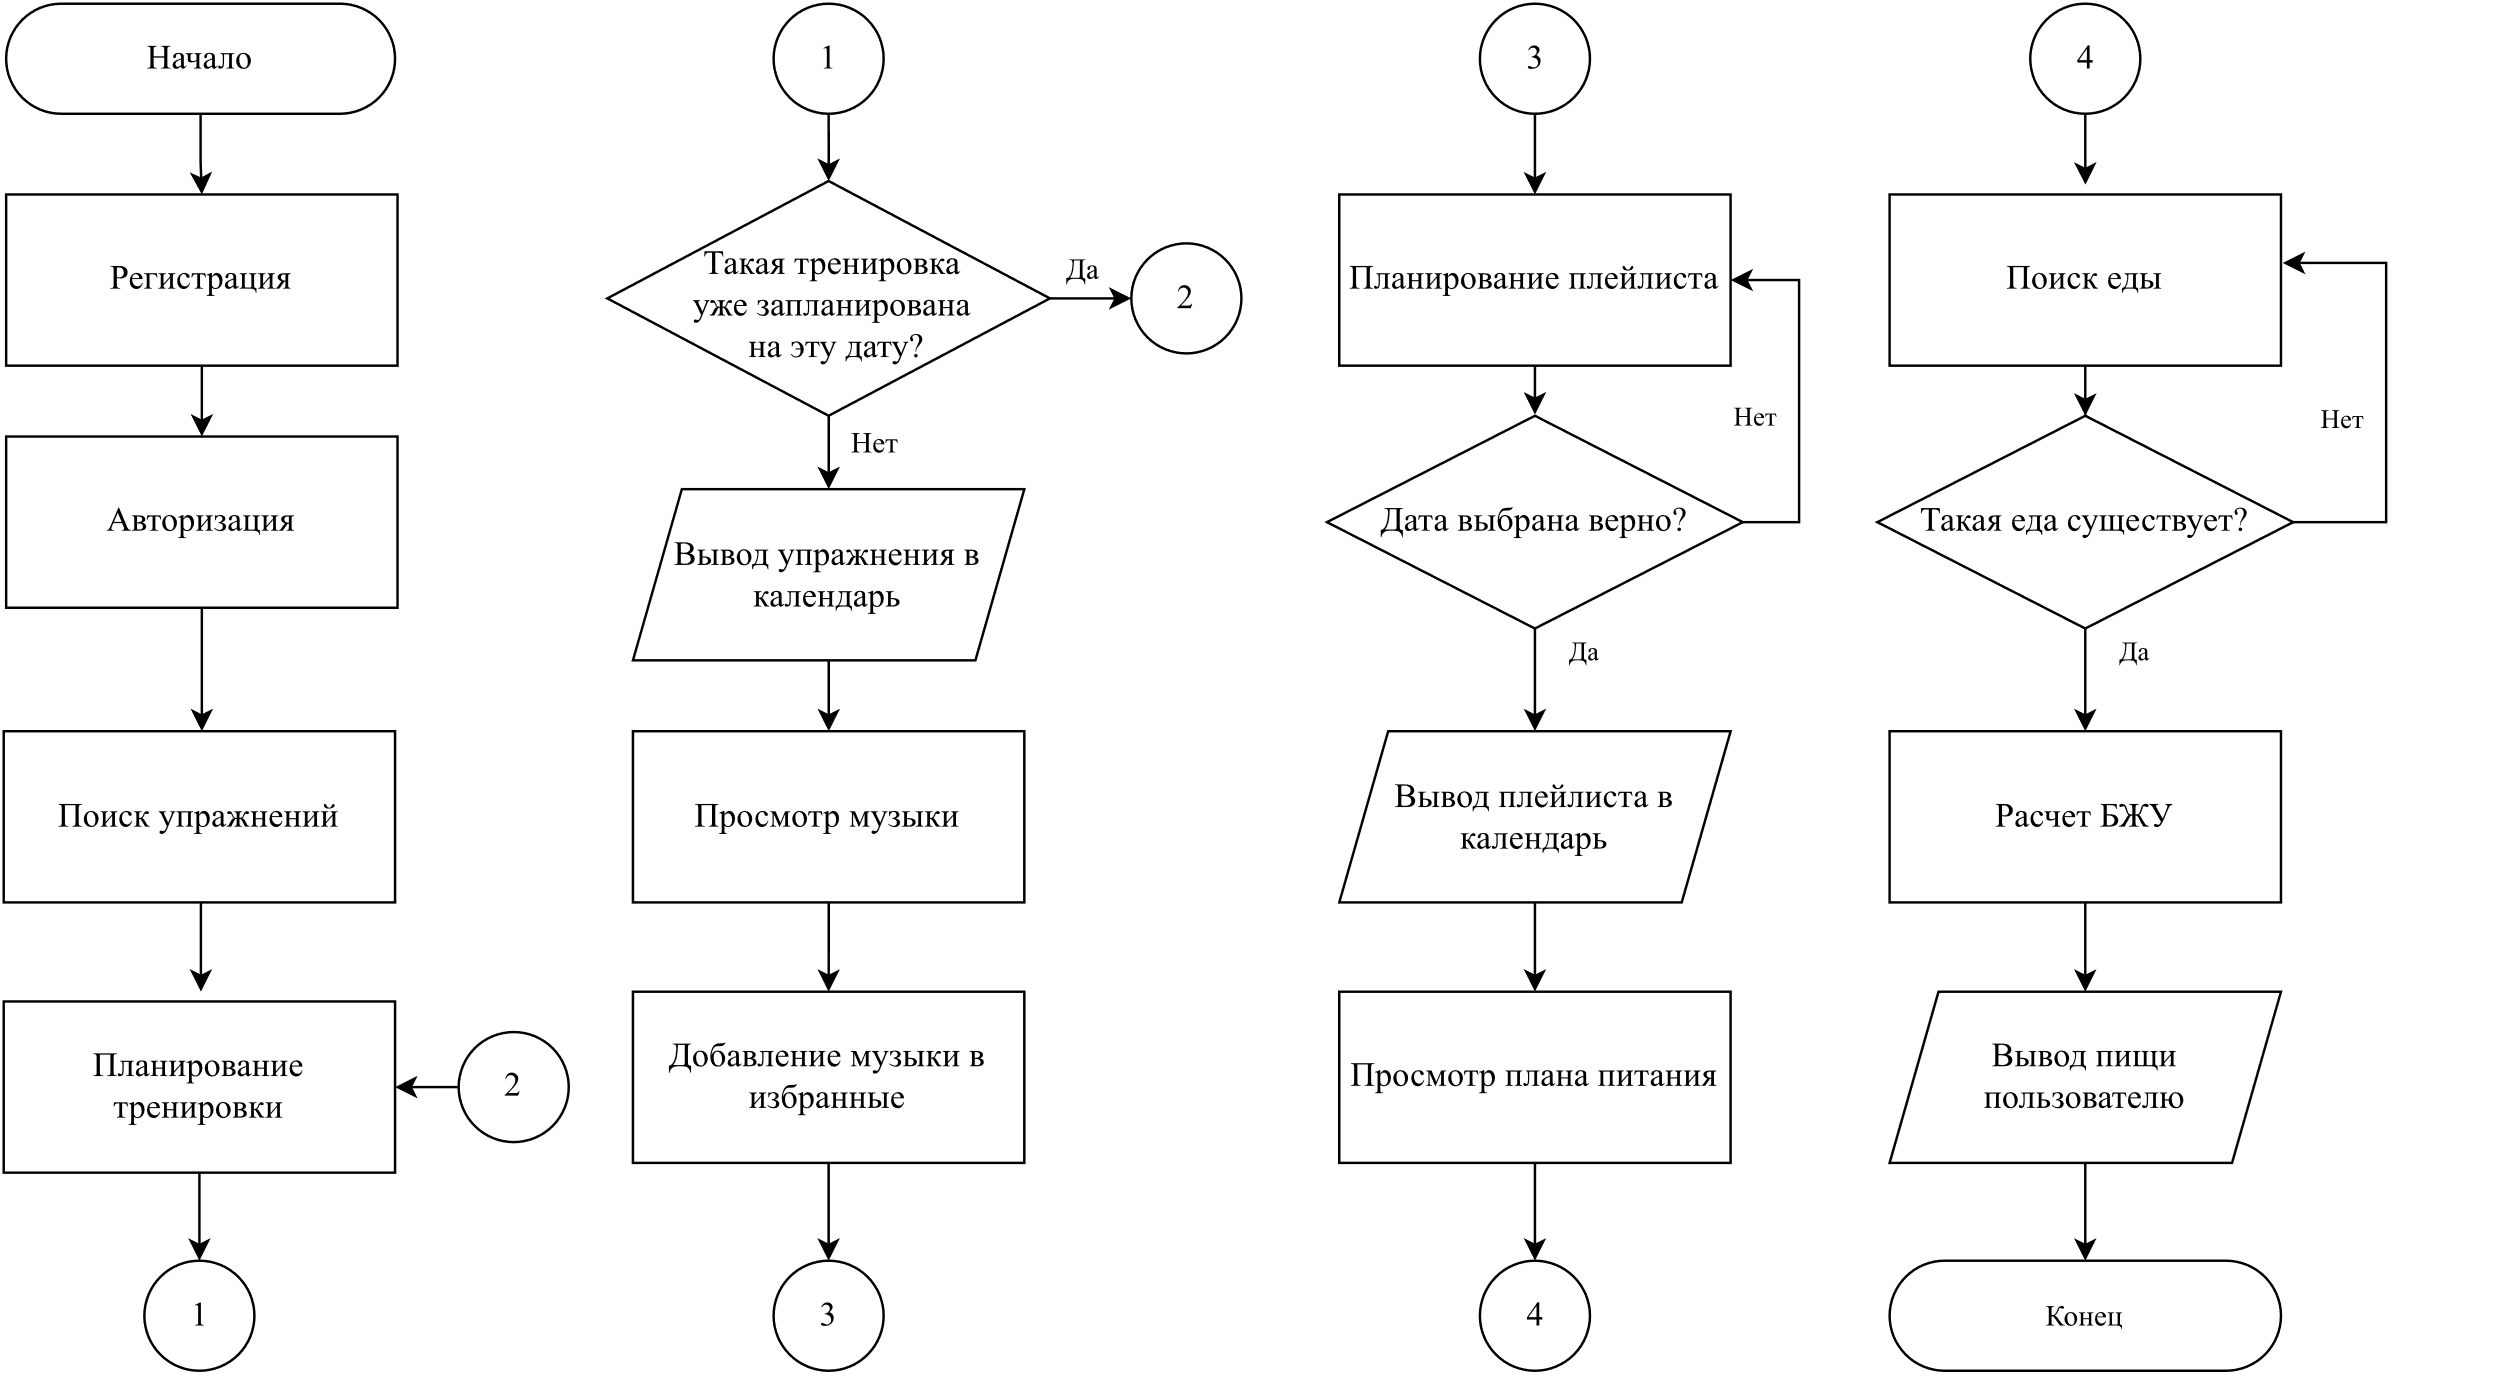 Начало
Регистрация
Авторизация
Поиск упражнений
Планирование
тренировки
2
1
1
Такая тренировка
уже запланирована
на эту дату?
Да
2
Нет
Вывод упражнения в
календарь
Просмотр музыки
Добавление музыки в
избранные
3
3
Планирование плейлиста
Нет
Дата выбрана верно?
Да
Вывод плейлиста в
календарь
Просмотр плана питания
4
4
Поиск еды
Нет
Такая еда существует?
Да
Расчет БЖУ
Вывод пищи
пользователю
Конец